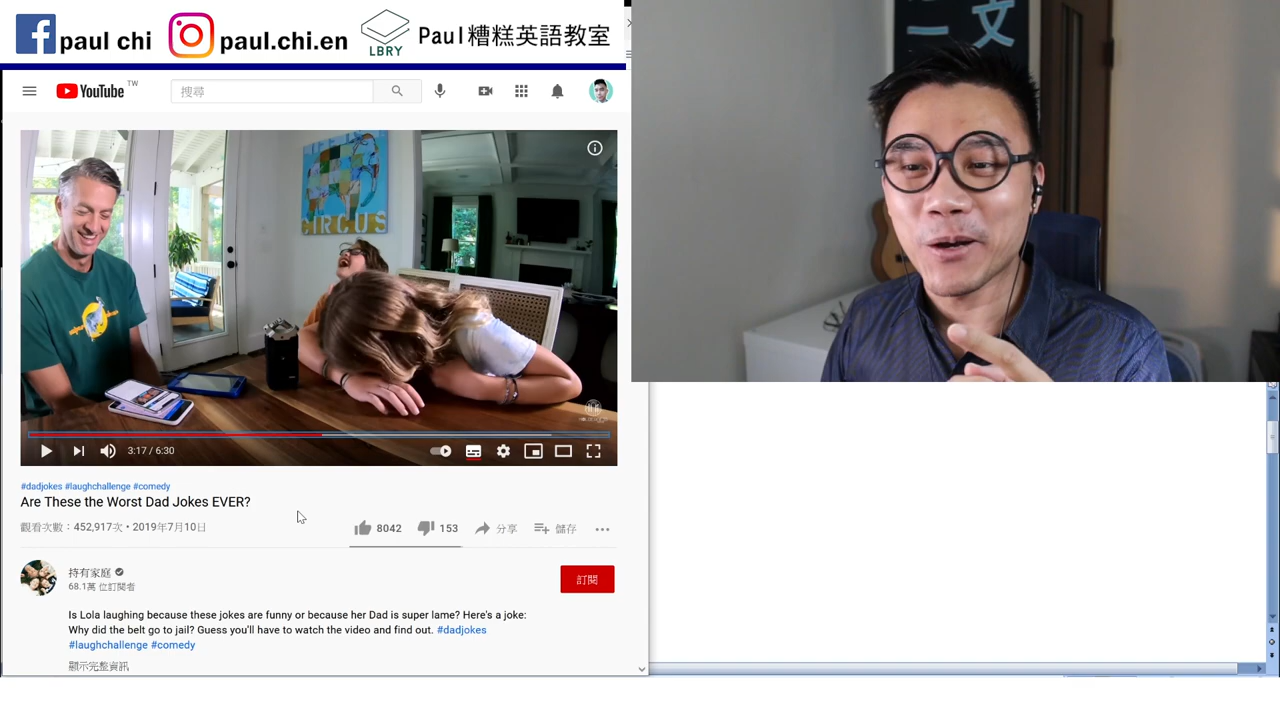 paul chi
paul.chi.en
LBRY
Paul糟糕英語教室
一文
YouTube TW
搜尋
CIRCUS
3:17 / 6:30
#dadjokes #laughchallenge #comedy
Are These the Worst Dad Jokes EVER?
觀看次數：452,917次 • 2019年7月10日
8042
153
分享
儲存
持有家庭
68.1萬 位訂閱者
訂閱
Is Lola laughing because these jokes are funny or because her Dad is super lame? Here's a joke:
Why did the belt go to jail? Guess you'll have to watch the video and find out. #dadjokes
#laughchallenge #comedy
顯示完整資訊